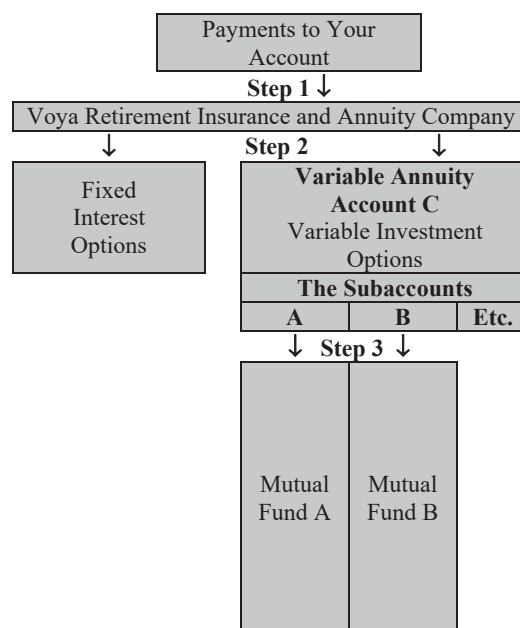 Payments to Your
Account
Step 1 ↓
Voya Retirement Insurance and Annuity Company
↓ Step 2 ↓
Fixed
Interest
Options
Variable Annuity
Account C
Variable Investment
Options
The Subaccounts
A B Etc.
↓ Step 3 ↓
Mutual
Fund A
Mutual
Fund B